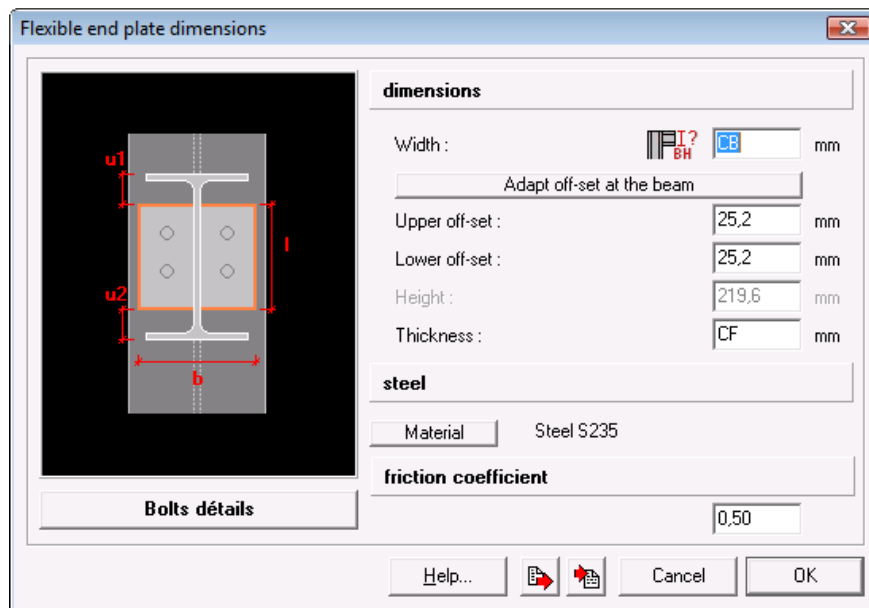 Flexible end plate dimensions
u1
u2
l
b
Bolts détails
dimensions
Width : I? BH CB mm
Adapt off-set at the beam
Upper off-set : 25,2 mm
Lower off-set : 25,2 mm
Height : 219,6 mm
Thickness : CF mm
steel
Material Steel S235
friction coefficient
0,50
Help... Cancel OK